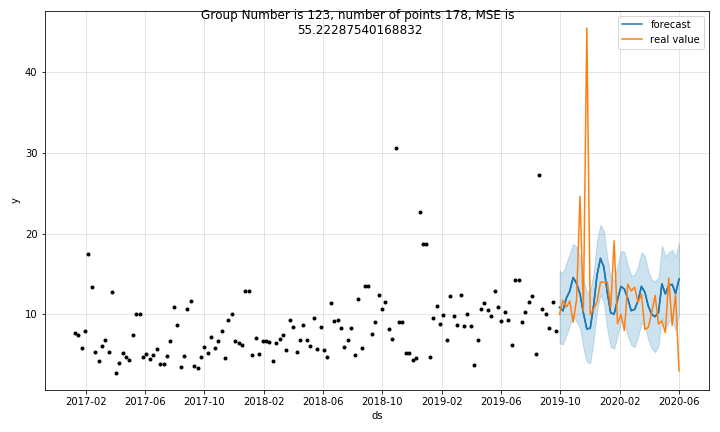 Group Number is 123, number of points 178, MSE is
55.22287540168832
forecast
real value
y
40
30
20
10
2017-02 2017-06 2017-10 2018-02 2018-06 2018-10 2019-02 2019-06 2019-10 2020-02 2020-06
ds